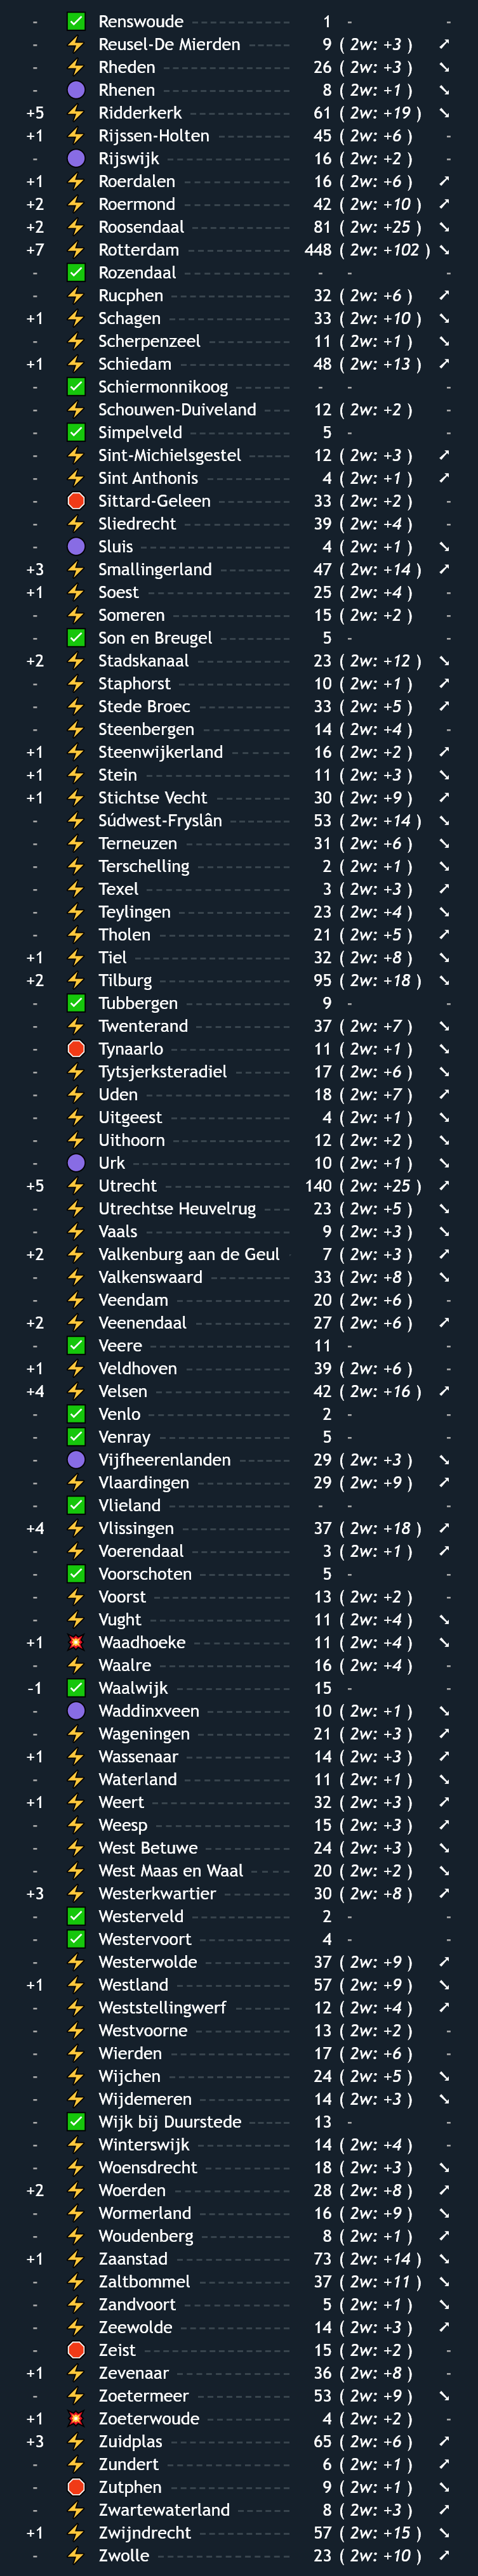 - ✅ Renswoude 1 - -
- ⚡ Reusel-De Mierden 9 ( 2w: +3 ) ↗
- ⚡ Rheden 26 ( 2w: +3 ) ↘
- 🟣 Rhenen 8 ( 2w: +1 ) ↘
+5 ⚡ Ridderkerk 61 ( 2w: +19 ) ↘
+1 ⚡ Rijssen-Holten 45 ( 2w: +6 ) -
- 🟣 Rijswijk 16 ( 2w: +2 ) -
+1 ⚡ Roerdalen 16 ( 2w: +6 ) ↗
+2 ⚡ Roermond 42 ( 2w: +10 ) ↗
+2 ⚡ Roosendaal 81 ( 2w: +25 ) ↘
+7 ⚡ Rotterdam 448 ( 2w: +102 ) ↘
- ✅ Rozendaal - - -
- ⚡ Rucphen 32 ( 2w: +6 ) ↗
+1 ⚡ Schagen 33 ( 2w: +10 ) ↘
- ⚡ Scherpenzeel 11 ( 2w: +1 ) ↘
+1 ⚡ Schiedam 48 ( 2w: +13 ) ↗
- ✅ Schiermonnikoog - - -
- ⚡ Schouwen-Duiveland 12 ( 2w: +2 ) -
- ✅ Simpelveld 5 - -
- ⚡ Sint-Michielsgestel 12 ( 2w: +3 ) ↗
- ⚡ Sint Anthonis 4 ( 2w: +1 ) ↗
- 🛑 Sittard-Geleen 33 ( 2w: +2 ) -
- ⚡ Sliedrecht 39 ( 2w: +4 ) -
- 🟣 Sluis 4 ( 2w: +1 ) ↘
+3 ⚡ Smallingerland 47 ( 2w: +14 ) ↗
+1 ⚡ Soest 25 ( 2w: +4 ) -
- ⚡ Someren 15 ( 2w: +2 ) -
- ✅ Son en Breugel 5 - -
+2 ⚡ Stadskanaal 23 ( 2w: +12 ) ↘
- ⚡ Staphorst 10 ( 2w: +1 ) ↗
- ⚡ Stede Broec 33 ( 2w: +5 ) ↗
- ⚡ Steenbergen 14 ( 2w: +4 ) -
+1 ⚡ Steenwijkerland 16 ( 2w: +2 ) ↗
+1 ⚡ Stein 11 ( 2w: +3 ) ↘
+1 ⚡ Stichtse Vecht 30 ( 2w: +9 ) ↗
- ⚡ Súdwest-Fryslân 53 ( 2w: +14 ) ↘
- ⚡ Terneuzen 31 ( 2w: +6 ) ↘
- ⚡ Terschelling 2 ( 2w: +1 ) ↘
- ⚡ Texel 3 ( 2w: +3 ) ↗
- ⚡ Teylingen 23 ( 2w: +4 ) ↘
- ⚡ Tholen 21 ( 2w: +5 ) ↗
+1 ⚡ Tiel 32 ( 2w: +8 ) ↘
+2 ⚡ Tilburg 95 ( 2w: +18 ) ↘
- ✅ Tubbergen 9 - -
- ⚡ Twenterand 37 ( 2w: +7 ) ↘
- 🛑 Tynaarlo 11 ( 2w: +1 ) ↘
- ⚡ Tytsjerksteradiel 17 ( 2w: +6 ) ↘
- ⚡ Uden 18 ( 2w: +7 ) ↗
- ⚡ Uitgeest 4 ( 2w: +1 ) ↘
- ⚡ Uithoorn 12 ( 2w: +2 ) ↘
- 🟣 Urk 10 ( 2w: +1 ) ↘
+5 ⚡ Utrecht 140 ( 2w: +25 ) ↗
- ⚡ Utrechtse Heuvelrug 23 ( 2w: +5 ) ↘
- ⚡ Vaals 9 ( 2w: +3 ) ↘
+2 ⚡ Valkenburg aan de Geul 7 ( 2w: +3 ) ↗
- ⚡ Valkenswaard 33 ( 2w: +8 ) ↘
- ⚡ Veendam 20 ( 2w: +6 ) -
+2 ⚡ Veenendaal 27 ( 2w: +6 ) ↗
- ✅ Veere 11 - -
+1 ⚡ Veldhoven 39 ( 2w: +6 ) -
+4 ⚡ Velsen 42 ( 2w: +16 ) ↗
- ✅ Venlo 2 - -
- ✅ Venray 5 - -
- 🟣 Vijfheerenlanden 29 ( 2w: +3 ) ↘
- ⚡ Vlaardingen 29 ( 2w: +9 ) ↗
- ✅ Vlieland - - -
+4 ⚡ Vlissingen 37 ( 2w: +18 ) ↗
- ⚡ Voerendaal 3 ( 2w: +1 ) ↗
- ✅ Voorschoten 5 - -
- ⚡ Voorst 13 ( 2w: +2 ) -
- ⚡ Vught 11 ( 2w: +4 ) ↘
+1 💥 Waadhoeke 11 ( 2w: +4 ) ↘
- ⚡ Waalre 16 ( 2w: +4 ) -
-1 ✅ Waalwijk 15 - -
- 🟣 Waddinxveen 10 ( 2w: +1 ) ↘
- ⚡ Wageningen 21 ( 2w: +3 ) ↗
+1 ⚡ Wassenaar 14 ( 2w: +3 ) ↗
- ⚡ Waterland 11 ( 2w: +1 ) ↘
+1 ⚡ Weert 32 ( 2w: +3 ) ↗
- ⚡ Weesp 15 ( 2w: +3 ) ↗
- ⚡ West Betuwe 24 ( 2w: +3 ) ↘
- ⚡ West Maas en Waal 20 ( 2w: +2 ) ↘
+3 ⚡ Westerkwartier 30 ( 2w: +8 ) ↗
- ✅ Westerveld 2 - -
- ✅ Westervoort 4 - -
- ⚡ Westerwolde 37 ( 2w: +9 ) ↗
+1 ⚡ Westland 57 ( 2w: +9 ) ↘
- ⚡ Weststellingwerf 12 ( 2w: +4 ) ↗
- ⚡ Westvoorne 13 ( 2w: +2 ) -
- ⚡ Wierden 17 ( 2w: +6 ) -
- ⚡ Wijchen 24 ( 2w: +5 ) ↘
- ⚡ Wijdemeren 14 ( 2w: +3 ) ↘
- ✅ Wijk bij Duurstede 13 - -
- ⚡ Winterswijk 14 ( 2w: +4 ) -
- ⚡ Woensdrecht 18 ( 2w: +3 ) ↘
+2 ⚡ Woerden 28 ( 2w: +8 ) ↗
- ⚡ Wormerland 16 ( 2w: +9 ) ↘
- ⚡ Woudenberg 8 ( 2w: +1 ) ↗
+1 ⚡ Zaanstad 73 ( 2w: +14 ) ↘
- ⚡ Zaltbommel 37 ( 2w: +11 ) ↘
- ⚡ Zandvoort 5 ( 2w: +1 ) ↘
- ⚡ Zeewolde 14 ( 2w: +3 ) ↗
- 🛑 Zeist 15 ( 2w: +2 ) -
+1 ⚡ Zevenaar 36 ( 2w: +8 ) -
- ⚡ Zoetermeer 53 ( 2w: +9 ) ↘
+1 💥 Zoeterwoude 4 ( 2w: +2 ) -
+3 ⚡ Zuidplas 65 ( 2w: +6 ) ↗
- ⚡ Zundert 6 ( 2w: +1 ) ↗
- 🛑 Zutphen 9 ( 2w: +1 ) ↘
- ⚡ Zwartewaterland 8 ( 2w: +3 ) ↗
+1 ⚡ Zwijndrecht 57 ( 2w: +15 ) ↘
- ⚡ Zwolle 23 ( 2w: +10 ) ↗